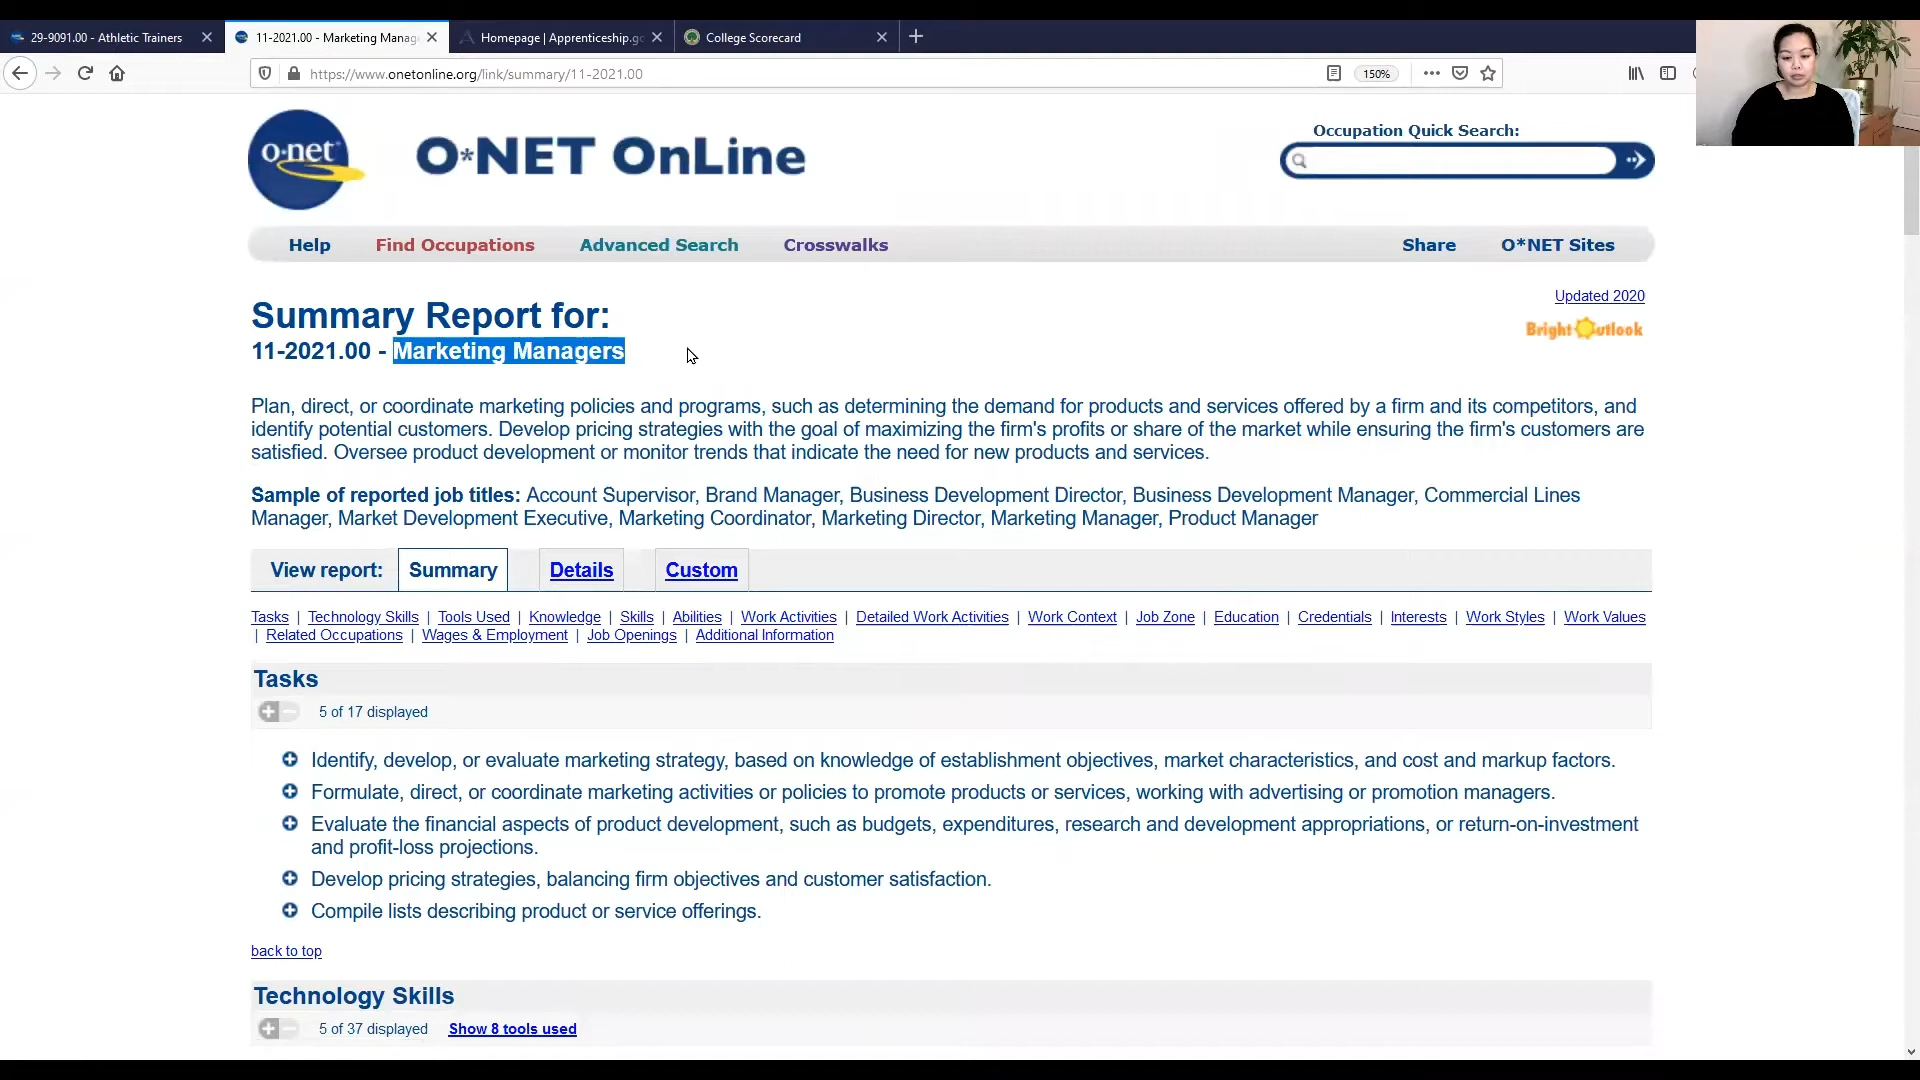 29-9091.00 - Athletic Trainers
11-2021.00 - Marketing Manag
Homepage | Apprenticeship.go
College Scorecard
https://www.onetonline.org/link/summary/11-2021.00
150%
o·net
O*NET OnLine
Occupation Quick Search:
Help Find Occupations Advanced Search Crosswalks Share O*NET Sites
Updated 2020
Bright Outlook
Summary Report for:
11-2021.00 - Marketing Managers
Plan, direct, or coordinate marketing policies and programs, such as determining the demand for products and services offered by a firm and its competitors, and
identify potential customers. Develop pricing strategies with the goal of maximizing the firm's profits or share of the market while ensuring the firm's customers are
satisfied. Oversee product development or monitor trends that indicate the need for new products and services.
Sample of reported job titles: Account Supervisor, Brand Manager, Business Development Director, Business Development Manager, Commercial Lines
Manager, Market Development Executive, Marketing Coordinator, Marketing Director, Marketing Manager, Product Manager
View report: Summary Details Custom
Tasks | Technology Skills | Tools Used | Knowledge | Skills | Abilities | Work Activities | Detailed Work Activities | Work Context | Job Zone | Education | Credentials | Interests | Work Styles | Work Values
| Related Occupations | Wages & Employment | Job Openings | Additional Information
Tasks
5 of 17 displayed
Identify, develop, or evaluate marketing strategy, based on knowledge of establishment objectives, market characteristics, and cost and markup factors.
Formulate, direct, or coordinate marketing activities or policies to promote products or services, working with advertising or promotion managers.
Evaluate the financial aspects of product development, such as budgets, expenditures, research and development appropriations, or return-on-investment
and profit-loss projections.
Develop pricing strategies, balancing firm objectives and customer satisfaction.
Compile lists describing product or service offerings.
back to top
Technology Skills
5 of 37 displayed Show 8 tools used